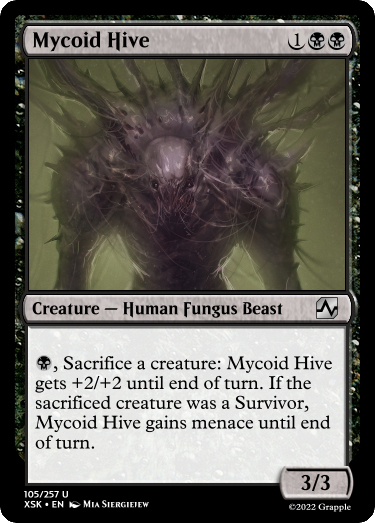 Mycoid Hive 1
Creature — Human Fungus Beast
, Sacrifice a creature: Mycoid Hive
gets +2/+2 until end of turn. If the
sacrificed creature was a Survivor,
Mycoid Hive gains menace until end
of turn.
3/3
105/257 U
XSK • EN Mia Siergiejew
©2022 Grapple